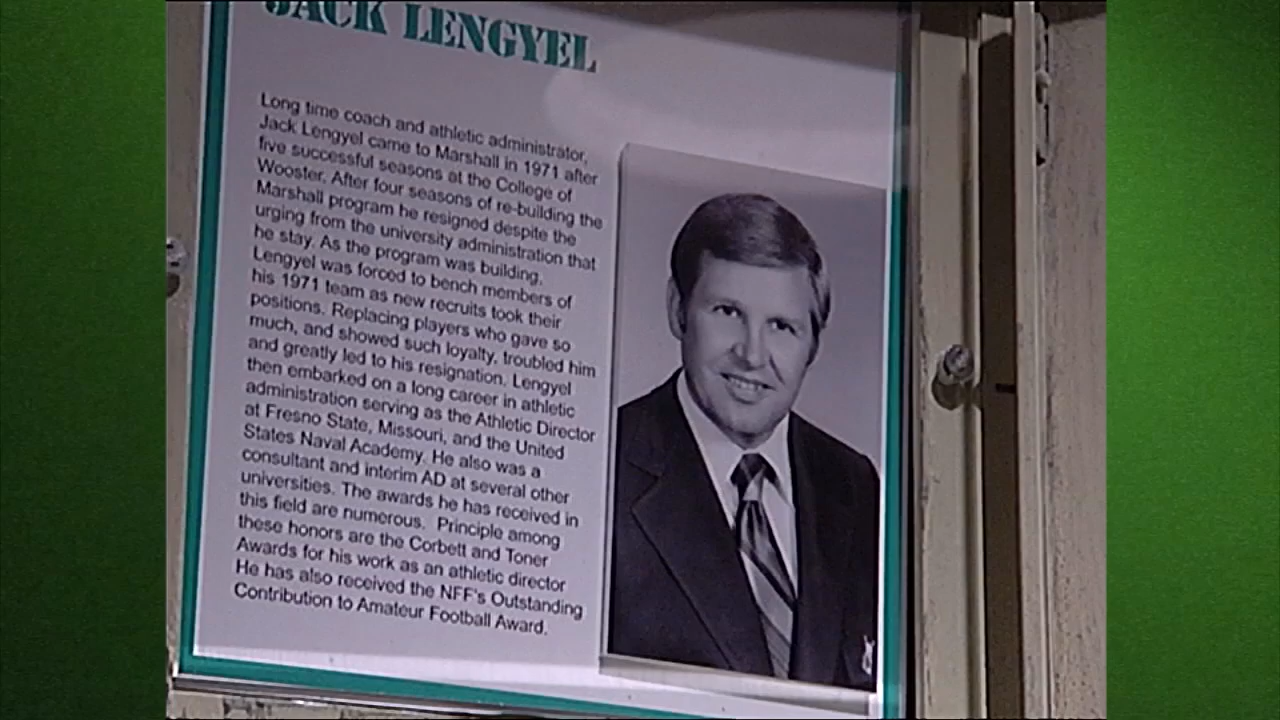 JACK LENGYEL
Long time coach and athletic administrator,
Jack Lengyel came to Marshall in 1971 after
five successful seasons at the College of
Wooster. After four seasons of re-building the
Marshall program he resigned despite the
urging from the university administration that
he stay. As the program was building,
Lengyel was forced to bench members of
his 1971 team as new recruits took their
positions. Replacing players who gave so
much, and showed such loyalty, troubled him
and greatly led to his resignation. Lengyel
then embarked on a long career in athletic
administration serving as the Athletic Director
at Fresno State, Missouri, and the United
States Naval Academy. He also was a
consultant and interim AD at several other
universities. The awards he has received in
this field are numerous. Principle among
these honors are the Corbett and Toner
Awards for his work as an athletic director
He has also received the NFF's Outstanding
Contribution to Amateur Football Award.